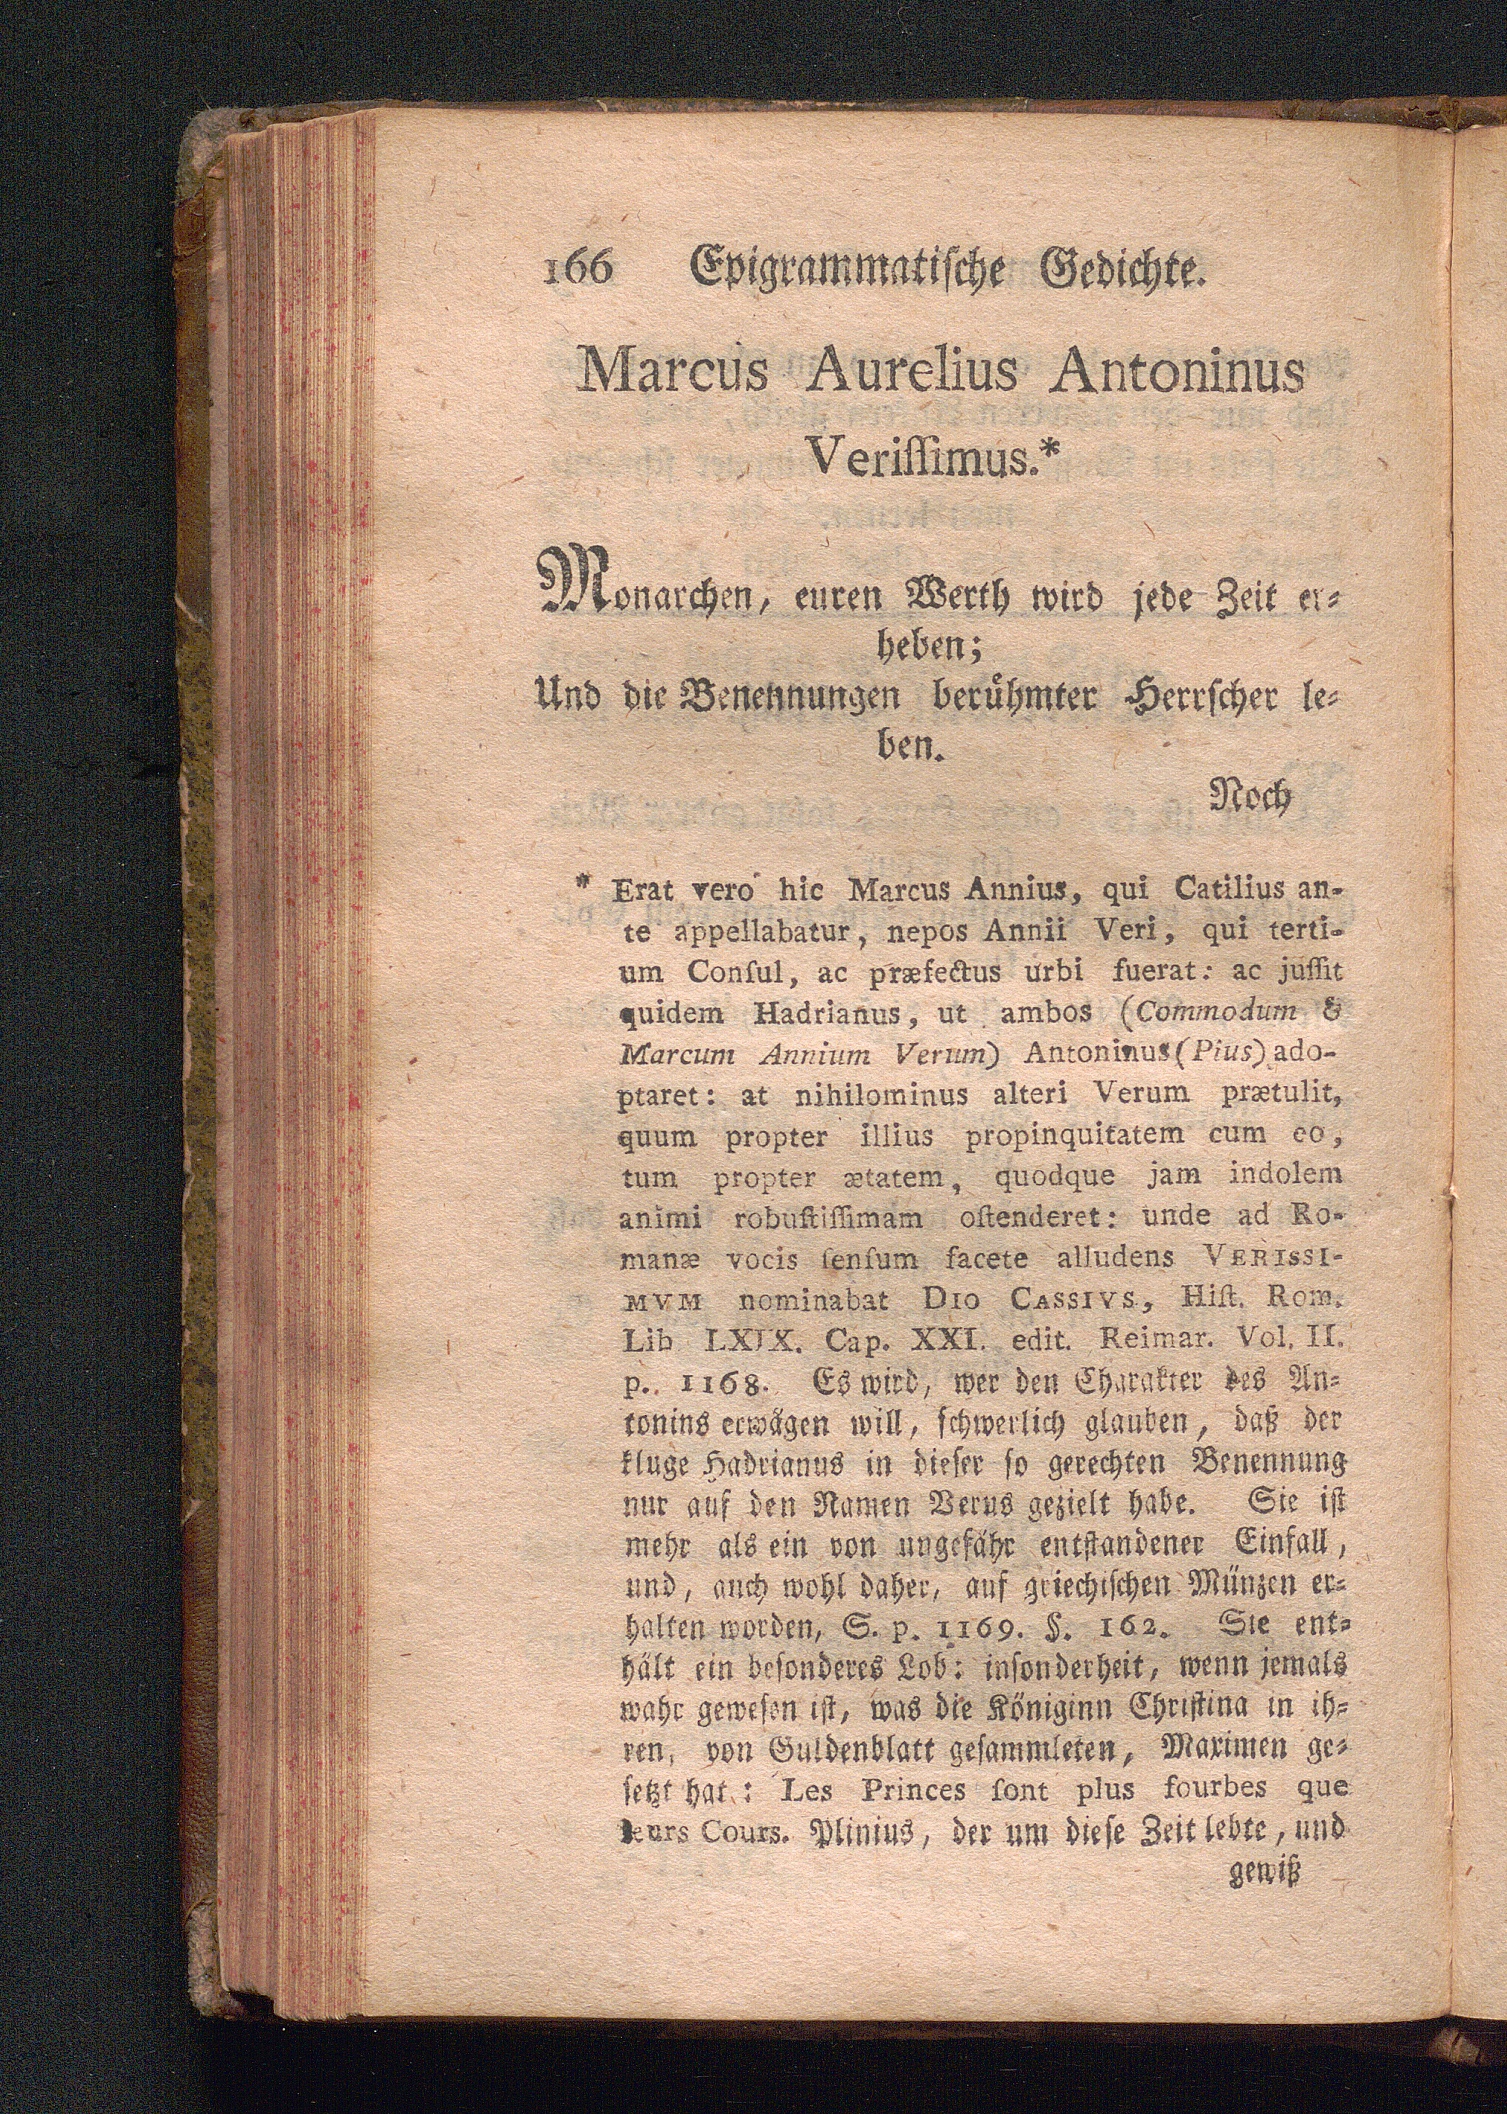 166 Epigrammatiſche Gedichte.
Marcus Aurelius Antoninus
Veriſſimus.*
Monarchen, euren Werth wird jede Zeit er⸗
heben;
Und die Benennungen beruͤhmter Herrſcher le⸗
ben.
Noch
* Erat vero hic Marcus Annius, qui Catilius an-
te appellabatur, nepos Annii Veri, qui terti-
um Conſul, ac præfectus urbi fuerat: ac juſſit
quidem Hadrianus, ut ambos (Commodum &
Marcum Annium Verum) Antoninus (Pius) ado-
ptaret: at nihilominus alteri Verum prætulit,
quum propter illius propinquitatem cum eo,
tum propter ætatem, quodque jam indolem
animi robuſtiſſimam oſtenderet: unde ad Ro-
manæ vocis ſenſum facete alludens VERISSI-
MVM nominabat DIO CASSIVS, Hiſt. Rom.
Lib LXIX. Cap. XXI. edit. Reimar. Vol. II.
p. 1168. Es wird, wer den Charakter des An⸗
tonins erwaͤgen will, ſchwerlich glauben, daß der
kluge Hadrianus in dieſer ſo gerechten Benennung
nur auf den Namen Verus gezielt habe. Sie iſt
mehr als ein von ungefähr entſtandener Einfall,
und, auch wohl daher, auf griechiſchen Münzen er⸗
halten worden, S. p. 1169. §. 162. Sie ent⸗
hält ein beſonderes Lob: inſonderheit, wenn jemals
wahr geweſen iſt, was die Königinn Chriſtina in ih⸗
ren, von Guldenblatt geſammleten, Maximen ge⸗
ſetzt hat: Les Princes ſont plus fourbes que
leurs Cours. Plinius, der um dieſe Zeit lebte, und
gewiß